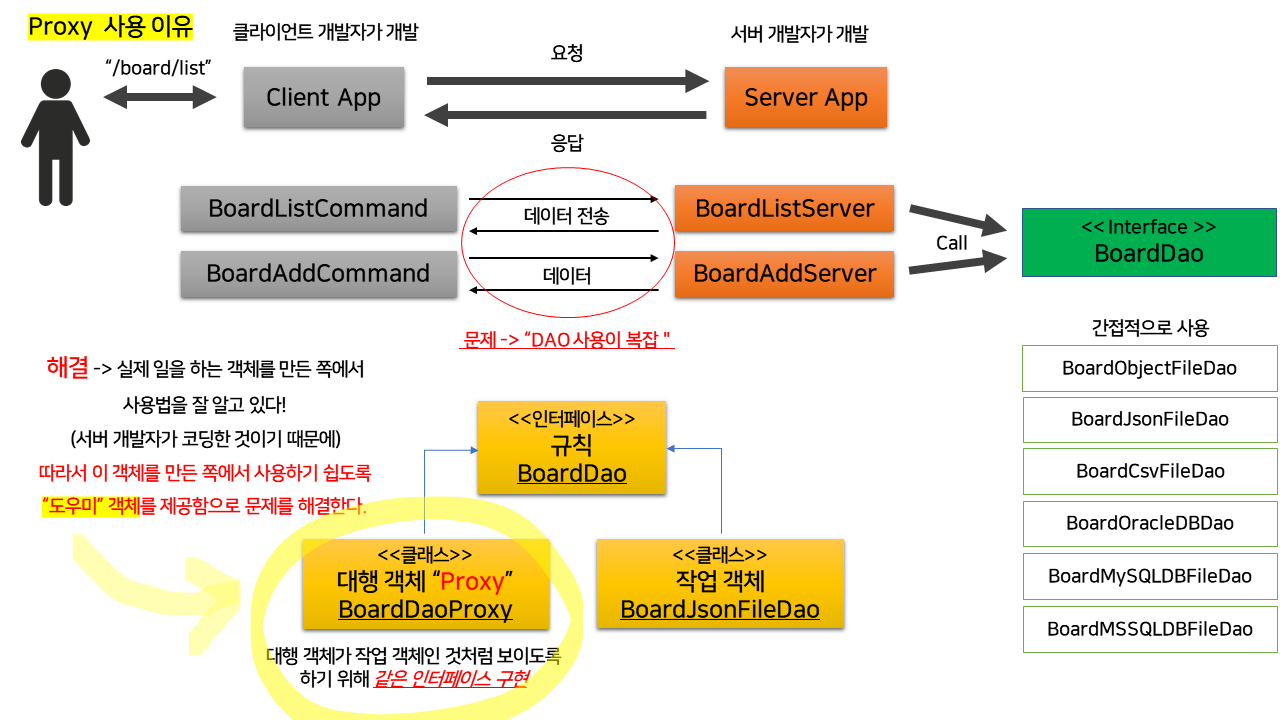 Proxy 사용 이유
클라이언트 개발자가 개발
서버 개발자가 개발
“/board/list”
Client App
요청
Server App
응답
BoardListCommand
데이터 전송
BoardListServer
BoardAddCommand
데이터
BoardAddServer
Call
<< Interface >>
BoardDao
문제 -> “DAO 사용이 복잡 "
간접적으로 사용
BoardObjectFileDao
BoardJsonFileDao
BoardCsvFileDao
BoardOracleDBDao
BoardMySQLDBFileDao
BoardMSSQLDBFileDao
해결 -> 실제 일을 하는 객체를 만든 쪽에서
사용법을 잘 알고 있다!
(서버 개발자가 코딩한 것이기 때문에)
따라서 이 객체를 만든 쪽에서 사용하기 쉽도록
“도우미” 객체를 제공함으로 문제를 해결한다.
<<인터페이스>>
규칙
BoardDao
<<클래스>>
대행 객체 “Proxy”
BoardDaoProxy
<<클래스>>
작업 객체
BoardJsonFileDao
대행 객체가 작업 객체인 것처럼 보이도록
하기 위해 같은 인터페이스 구현